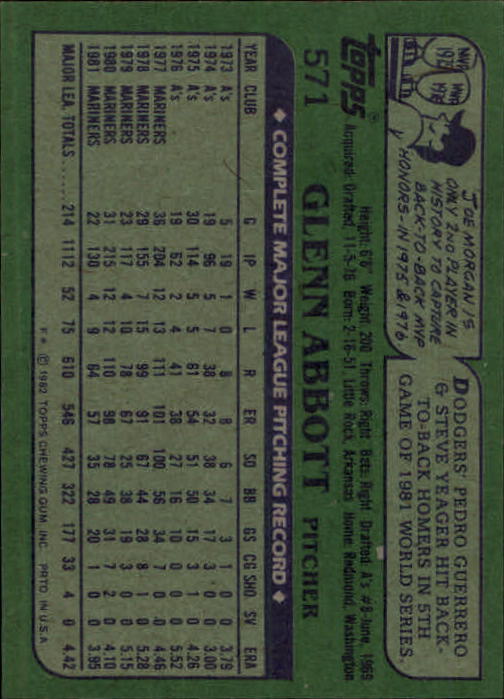 MVP 1975
MVP 1976
JOE MORGAN IS
ONLY 2ND PLAYER IN
HISTORY TO CAPTURE
BACK-TO-BACK MVP
HONORS-IN 1975 & 1976
DODGERS' PEDRO GUERRERO
& STEVE YEAGER HIT BACK-
TO-BACK HOMERS IN 5TH
GAME OF 1981 WORLD SERIES.
topps®
Height: 6'6" Weight: 200 Throws: Right Bats: Right Drafted: A's #8-June, 1969
Acquired: Drafted, 11-5-76 Born: 2-16-51, Little Rock, Arkansas Home: Redmond, Washington
571 GLENN ABBOTT PITCHER
◆ COMPLETE MAJOR LEAGUE PITCHING RECORD ◆
YEAR CLUB G IP W L R ER SO BB GS CG SHO SV ERA
1973 A's 5 19 1 0 8 8 6 7 3 1 0 0 3.79
1974 A's 19 96 5 7 38 32 38 34 17 3 0 0 3.00
1975 A's 30 114 5 5 61 54 51 50 15 3 1 0 4.26
1976 A's 19 62 2 4 41 38 27 16 10 0 0 0 5.52
1977 MARINERS 36 204 12 13 111 101 100 56 34 7 0 0 4.46
1978 MARINERS 29 155 7 15 99 91 67 44 28 8 1 0 5.28
1979 MARINERS 23 117 4 10 78 67 25 38 19 3 0 0 5.15
1980 MARINERS 31 215 12 12 110 98 78 49 31 7 2 0 4.10
1981 MARINERS 22 130 4 9 64 57 35 28 20 1 0 0 3.95
MAJOR LEA. TOTALS ..... 214 1112 52 75 610 546 427 322 177 33 4 0 4.42
F* © 1982 TOPPS CHEWING GUM INC. PRTD. IN U.S.A.